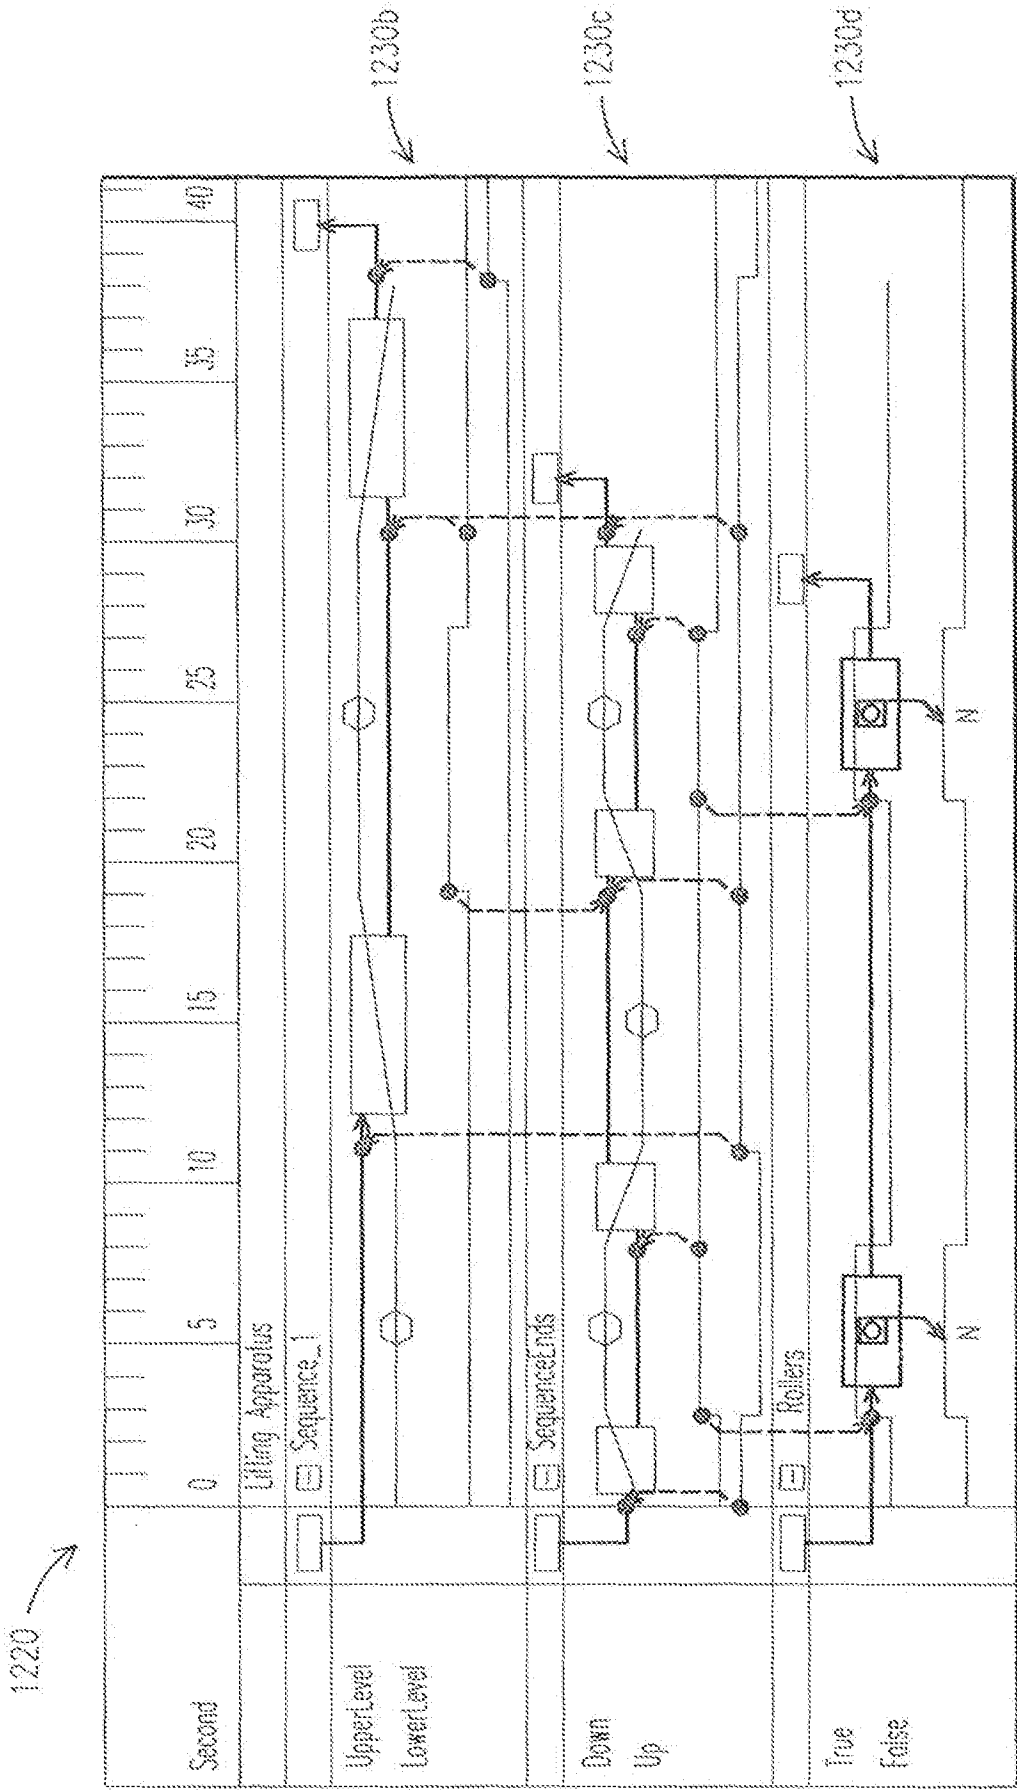 1220
Second
0 5 10 15 20 25 30 35 40
Lifting Apparatus
Sequence_1
UpperLevel
LowerLevel
1230b
SequenceEnds
Down
Up
1230c
Rollers
True
False
N N
1230d